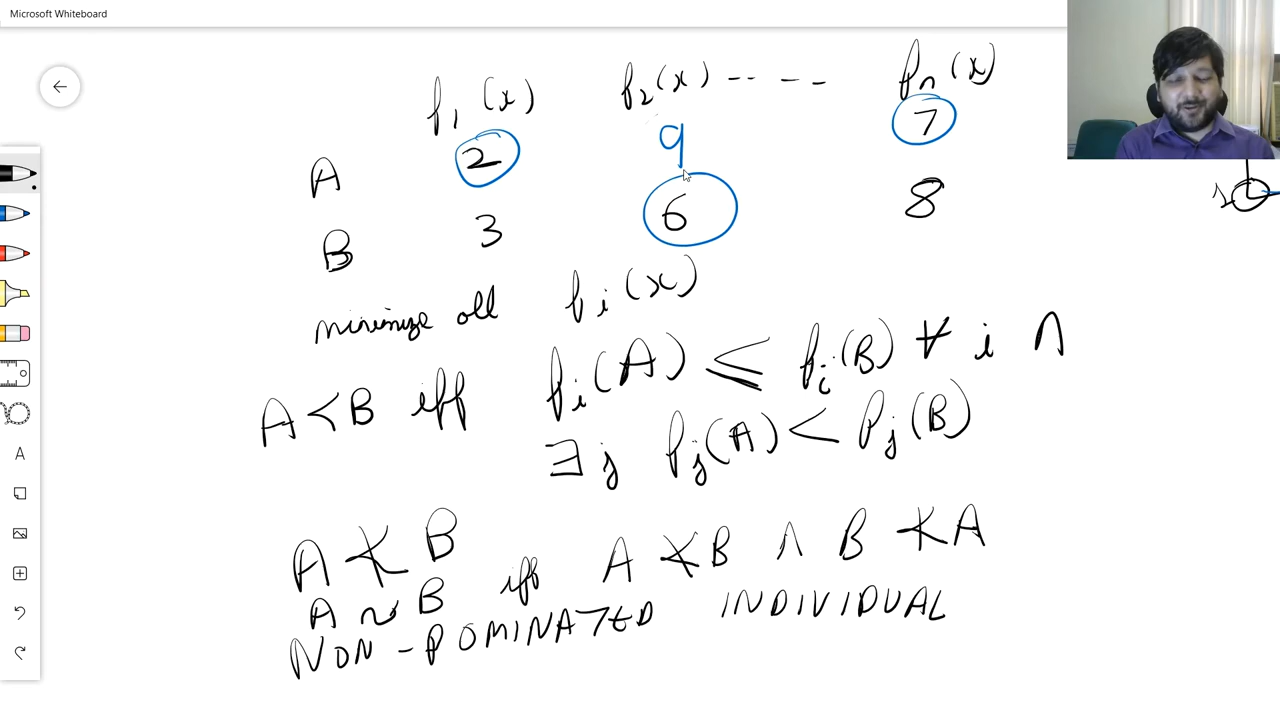 Microsoft Whiteboard
f₁(x) f₂(x) -- -- fₙ(x)
A 2 9 7
B 3 6 8
minimize all fᵢ(x)
A ≺ B iff fᵢ(A) ≤ fᵢ(B) ∀ i ∧
∃ j fⱼ(A) < fⱼ(B)
A ⊀ B
A ~ B iff A ⊀ B ∧ B ⊀ A
NON-DOMINATED INDIVIDUAL
A